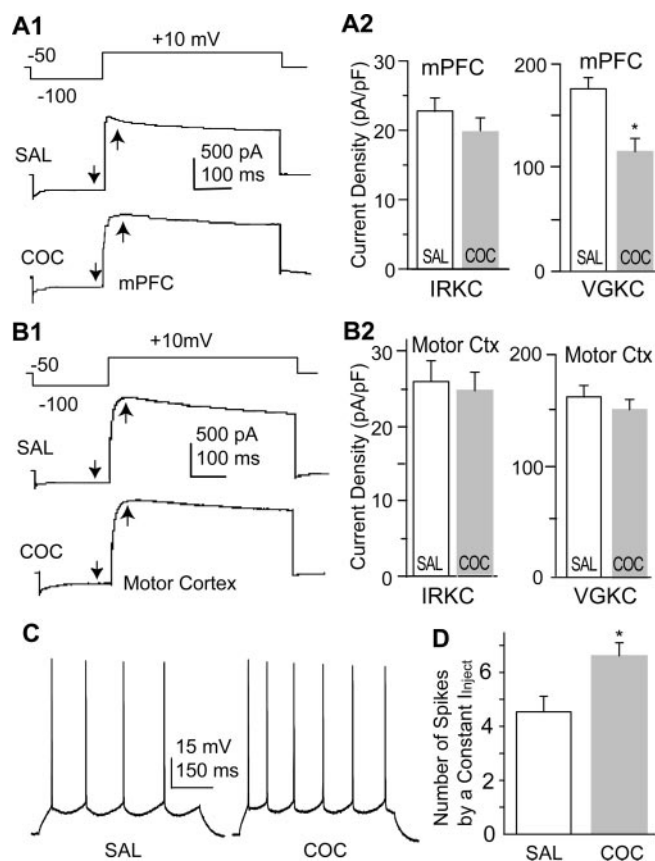 A1
+10 mV
-50
-100
SAL
500 pA
100 ms
COC
mPFC
A2
Current Density (pA/pF)
30
20
10
0
mPFC
SAL
COC
IRKC
200
100
0
mPFC
*
SAL
COC
VGKC
B1
+10mV
-50
-100
SAL
500 pA
100 ms
COC
Motor Cortex
B2
Current Density (pA/pF)
30
20
10
0
Motor Ctx
SAL
COC
IRKC
200
100
0
Motor Ctx
SAL
COC
VGKC
C
15 mV
150 ms
SAL
COC
D
Number of Spikes
by a Constant IInject
6
4
2
0
*
SAL
COC